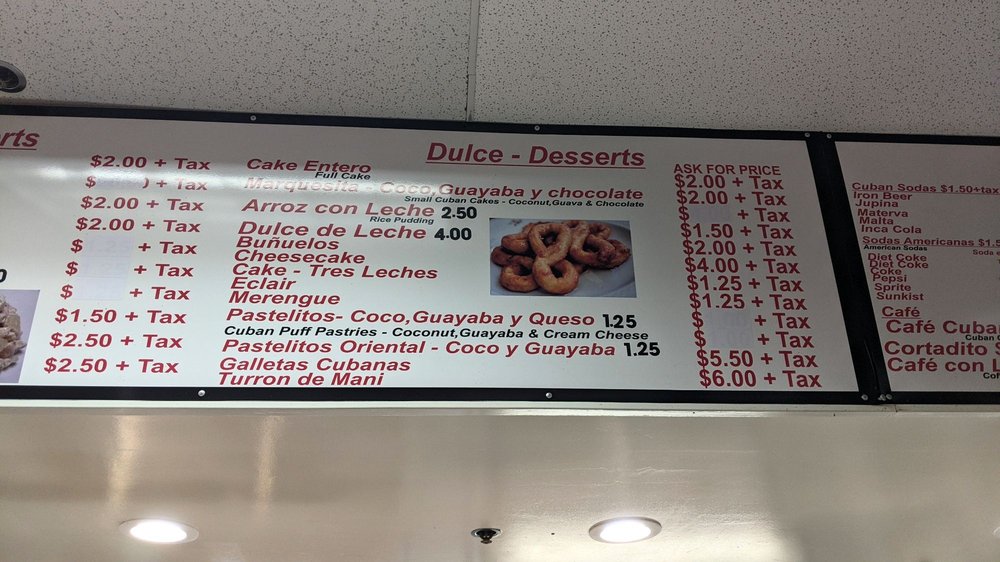 rts
$2.00 + Tax
$ ) + Tax
$2.00 + Tax
$2.00 + Tax
$ + Tax
$ + Tax
$ + Tax
$1.50 + Tax
$2.50 + Tax
$2.50 + Tax
0
Dulce - Desserts
Cake Entero ASK FOR PRICE
Full Cake
Marquesita - Coco,Guayaba y chocolate $2.00 + Tax
Small Cuban Cakes - Coconut,Guava & Chocolate
$2.00 + Tax
Arroz con Leche 2.50 $ + Tax
Rice Pudding
Dulce de Leche 4.00 $1.50 + Tax
Buñuelos $2.00 + Tax
Cheesecake $4.00 + Tax
Cake - Tres Leches $1.25 + Tax
Eclair $1.25 + Tax
Merengue
Pastelitos- Coco,Guayaba y Queso 1.25 $ + Tax
Cuban Puff Pastries - Coconut,Guayaba & Cream Cheese
Pastelitos Oriental - Coco y Guayaba 1.25 $ + Tax
Galletas Cubanas $5.50 + Tax
Turron de Mani $6.00 + Tax
Cuban Sodas $1.50+tax
Iron Beer
Jupina
Materva
Malta
Inca Cola
Sodas Americanas $1.5
American Sodas Soda e
Diet Coke
Diet Coke
Coke
Pepsi
Sprite
Sunkist
Café
Café Cuba
Cuban
Cortadito S
Café con L